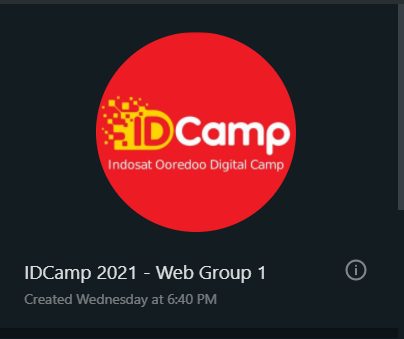 IDCamp
Indosat Ooredoo Digital Camp
IDCamp 2021 - Web Group 1
Created Wednesday at 6:40 PM